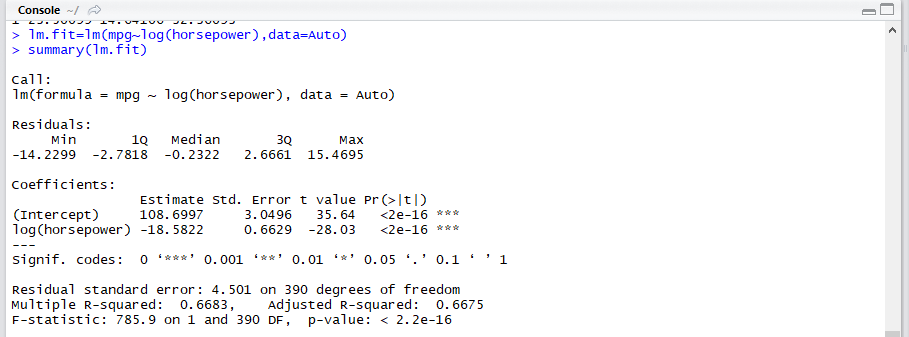 Console ~/
> lm.fit=lm(mpg~log(horsepower),data=Auto)
> summary(lm.fit)
Call:
lm(formula = mpg ~ log(horsepower), data = Auto)
Residuals:
     Min       1Q   Median       3Q      Max
-14.2299  -2.7818  -0.2322   2.6661  15.4695
Coefficients:
                Estimate Std. Error t value Pr(>|t|)
(Intercept)     108.6997     3.0496   35.64   <2e-16 ***
log(horsepower) -18.5822     0.6629  -28.03   <2e-16 ***
---
Signif. codes:  0 ‘***’ 0.001 ‘**’ 0.01 ‘*’ 0.05 ‘.’ 0.1 ‘ ’ 1
Residual standard error: 4.501 on 390 degrees of freedom
Multiple R-squared:  0.6683,    Adjusted R-squared:  0.6675
F-statistic: 785.9 on 1 and 390 DF,  p-value: < 2.2e-16